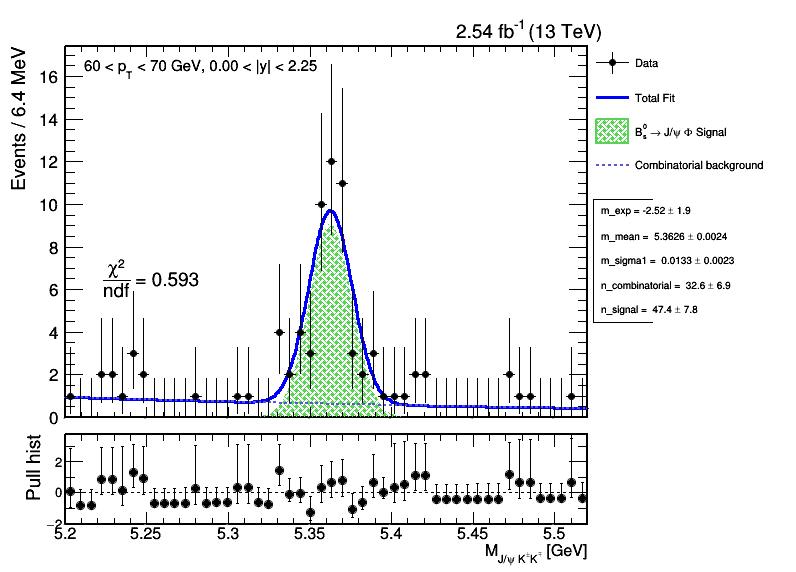 2.54 fb⁻¹ (13 TeV)
60 < p_T < 70 GeV, 0.00 < |y| < 2.25
Events / 6.4 MeV
16
14
12
10
8
6
4
2
0
χ²/ndf = 0.593
Data
Total Fit
B⁰ₛ → J/ψ Φ Signal
Combinatorial background
m_exp = -2.52 ± 1.9
m_mean = 5.3626 ± 0.0024
m_sigma1 = 0.0133 ± 0.0023
n_combinatorial = 32.6 ± 6.9
n_signal = 47.4 ± 7.8
Pull hist
2
0
−2
5.2 5.25 5.3 5.35 5.4 5.45 5.5
M_{J/ψ K^±K^∓} [GeV]